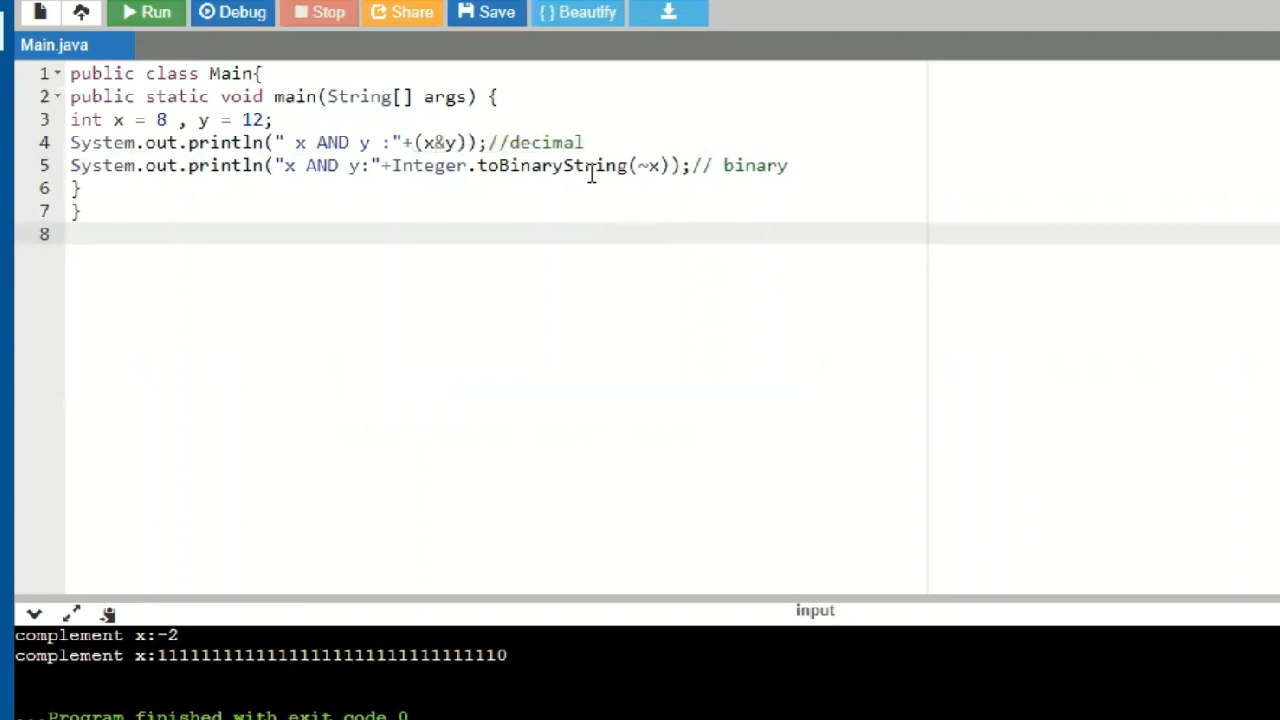 Run Debug Stop Share Save { } Beautify
Main.java
1 public class Main{
2 public static void main(String[] args) {
3 int x = 8 , y = 12;
4 System.out.println(" x AND y :"+(x&y));//decimal
5 System.out.println("x AND y:"+Integer.toBinaryString(~x));// binary
6 }
7 }
8
input
complement x:-2
complement x:11111111111111111111111111111110
...Program finished with exit code 0